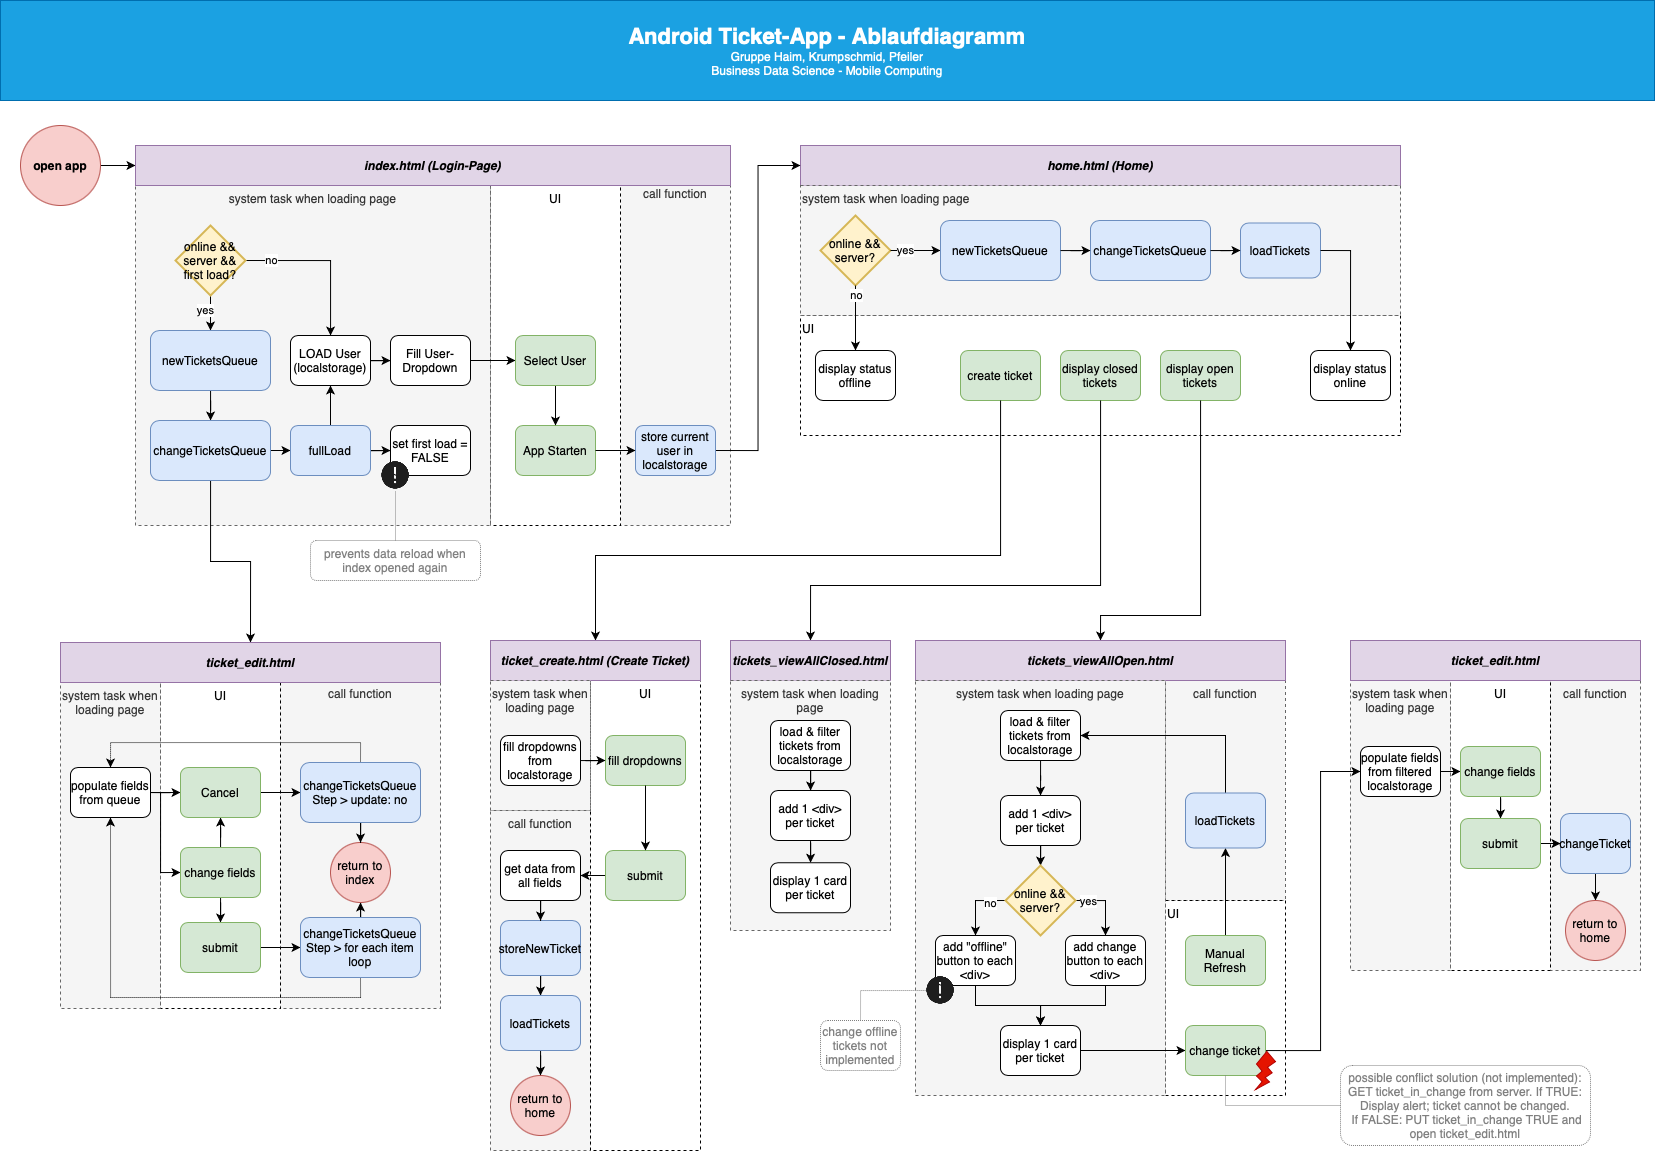 Android Ticket-App - Ablaufdiagramm
Gruppe Haim, Krumpschmid, Pfeiler
Business Data Science - Mobile Computing
open app
index.html (Login-Page)
system task when loading page
UI
call function
online &&
server &&
first load?
no
yes
newTicketsQueue
LOAD User
(localstorage)
Fill User-
Dropdown
Select User
changeTicketsQueue
fullLoad
set first load =
FALSE
App Starten
store current
user in
localstorage
prevents data reload when
index opened again
home.html (Home)
system task when loading page
online &&
server?
yes
no
newTicketsQueue
changeTicketsQueue
loadTickets
UI
display status
offline
create ticket
display closed
tickets
display open
tickets
display status
online
ticket_edit.html
system task when
loading page
UI
call function
populate fields
from queue
Cancel
changeTicketsQueue
Step > update: no
change fields
return to
index
submit
changeTicketsQueue
Step > for each item
loop
ticket_create.html (Create Ticket)
system task when
loading page
UI
fill dropdowns
from
localstorage
fill dropdowns
call function
get data from
all fields
submit
storeNewTicket
loadTickets
return to
home
tickets_viewAllClosed.html
system task when loading
page
load & filter
tickets from
localstorage
add 1 <div>
per ticket
display 1 card
per ticket
tickets_viewAllOpen.html
system task when loading page
call function
load & filter
tickets from
localstorage
add 1 <div>
per ticket
loadTickets
online &&
server?
no
yes
UI
add "offline"
button to each
<div>
add change
button to each
<div>
Manual
Refresh
change offline
tickets not
implemented
display 1 card
per ticket
change ticket
ticket_edit.html
system task when
loading page
UI
call function
populate fields
from filtered
localstorage
change fields
submit
changeTicket
return to
home
possible conflict solution (not implemented):
GET ticket_in_change from server. If TRUE:
Display alert; ticket cannot be changed.
If FALSE: PUT ticket_in_change TRUE and
open ticket_edit.html